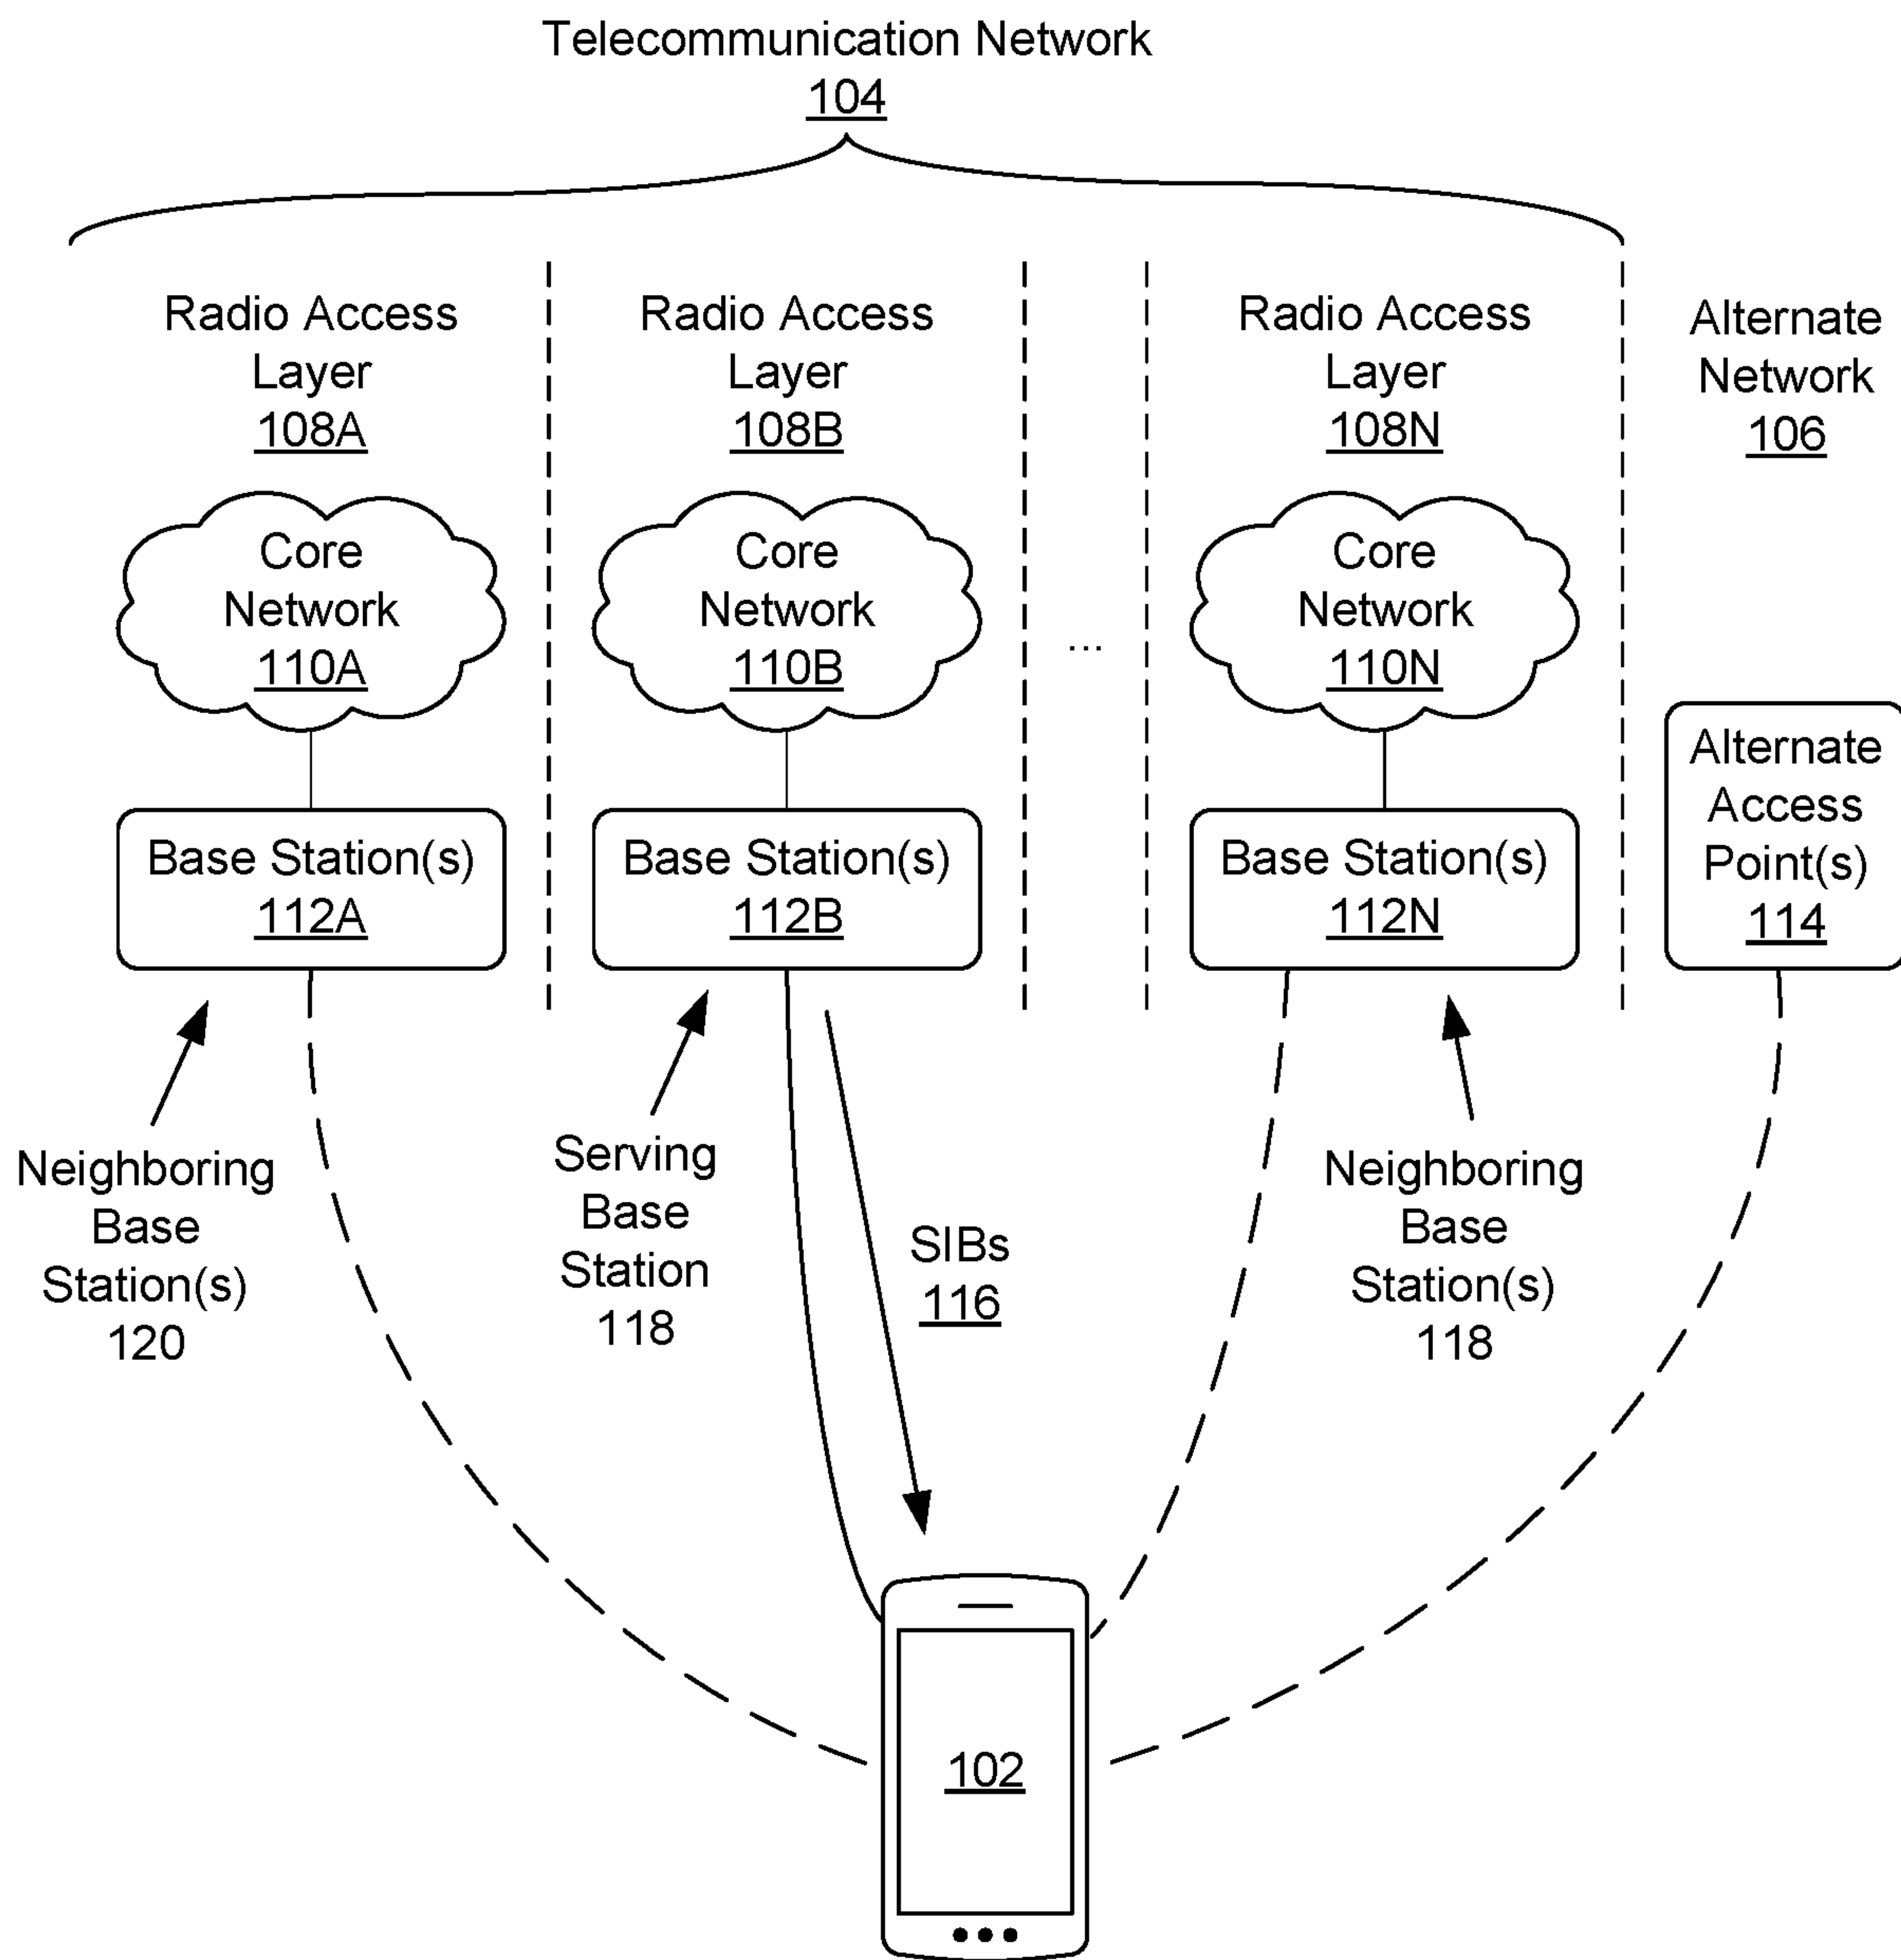 Telecommunication Network
104
Radio Access
Layer
108A
Radio Access
Layer
108B
Radio Access
Layer
108N
Alternate
Network
106
Core
Network
110A
Core
Network
110B
...
Core
Network
110N
Base Station(s)
112A
Base Station(s)
112B
Base Station(s)
112N
Alternate
Access
Point(s)
114
Neighboring
Base
Station(s)
120
Serving
Base
Station
118
SIBs
116
Neighboring
Base
Station(s)
118
102